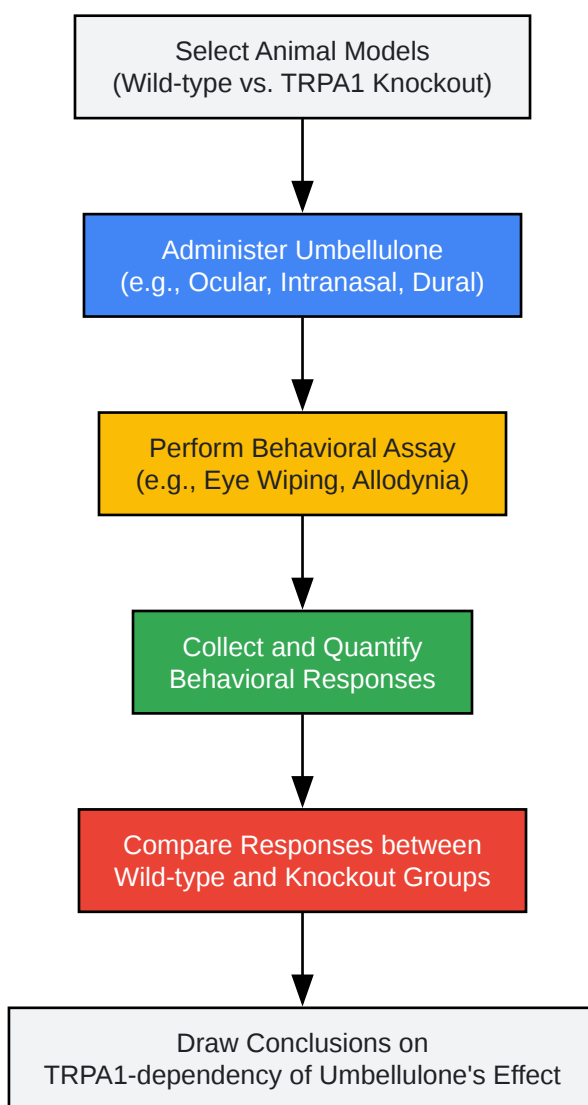 Select Animal Models
(Wild-type vs. TRPA1 Knockout)
Administer Umbellulone
(e.g., Ocular, Intranasal, Dural)
Perform Behavioral Assay
(e.g., Eye Wiping, Allodynia)
Collect and Quantify
Behavioral Responses
Compare Responses between
Wild-type and Knockout Groups
Draw Conclusions on
TRPA1-dependency of Umbellulone's Effect